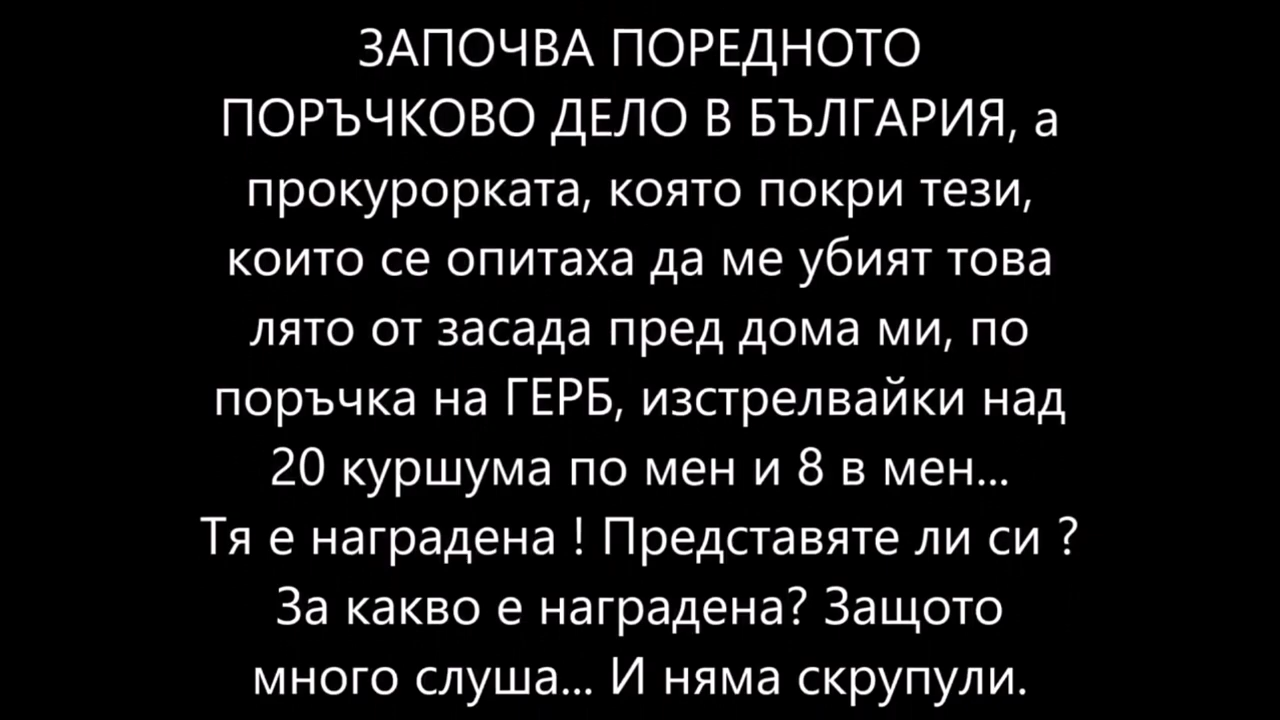 ЗАПОЧВА ПОРЕДНОТО
ПОРЪЧКОВО ДЕЛО В БЪЛГАРИЯ, а
прокурорката, която покри тези,
които се опитаха да ме убият това
лято от засада пред дома ми, по
поръчка на ГЕРБ, изстрелвайки над
20 куршума по мен и 8 в мен...
Тя е наградена ! Представяте ли си ?
За какво е наградена? Защото
много слуша... И няма скрупули.